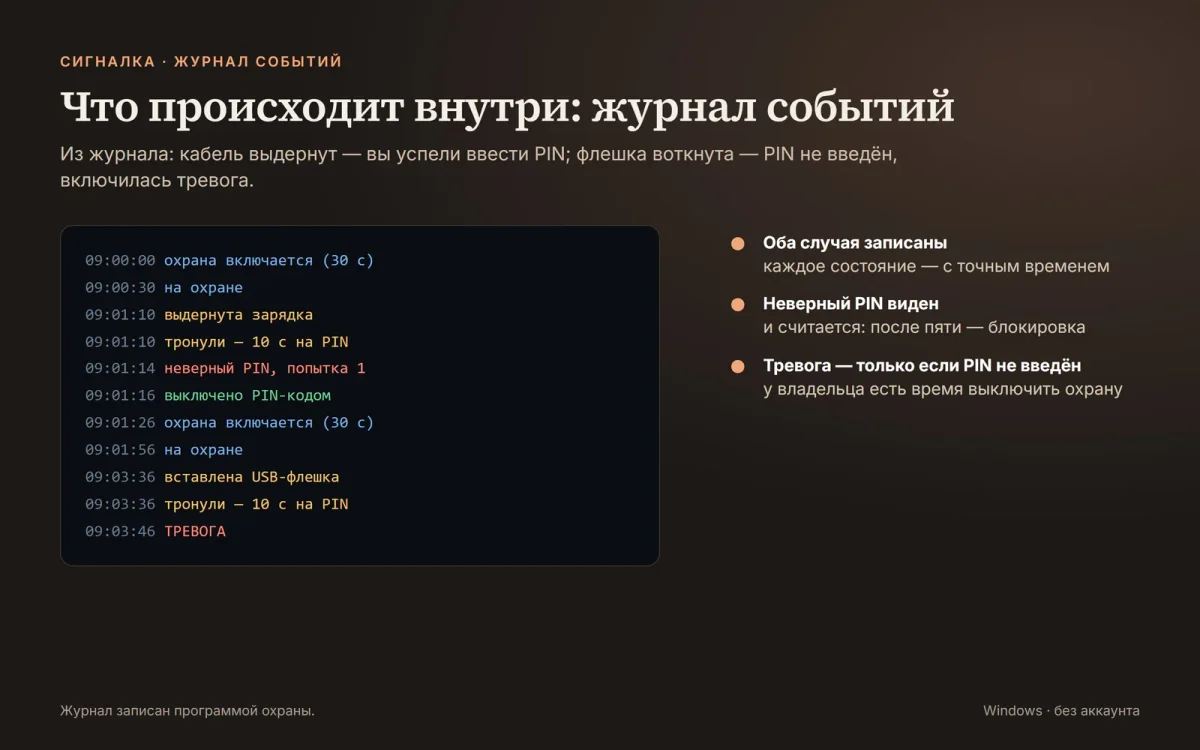 СИГНАЛКА · ЖУРНАЛ СОБЫТИЙ
Что происходит внутри: журнал событий
Из журнала: кабель выдернут — вы успели ввести PIN; флешка воткнута — PIN не введён,
включилась тревога.
09:00:00 охрана включается (30 с)
09:00:30 на охране
09:01:10 выдернута зарядка
09:01:10 тронули — 10 с на PIN
09:01:14 неверный PIN, попытка 1
09:01:16 выключено PIN-кодом
09:01:26 охрана включается (30 с)
09:01:56 на охране
09:03:36 вставлена USB-флешка
09:03:36 тронули — 10 с на PIN
09:03:46 ТРЕВОГА
Оба случая записаны
каждое состояние — с точным временем
Неверный PIN виден
и считается: после пяти — блокировка
Тревога — только если PIN не введён
у владельца есть время выключить охрану
Журнал записан программой охраны.
Windows · без аккаунта